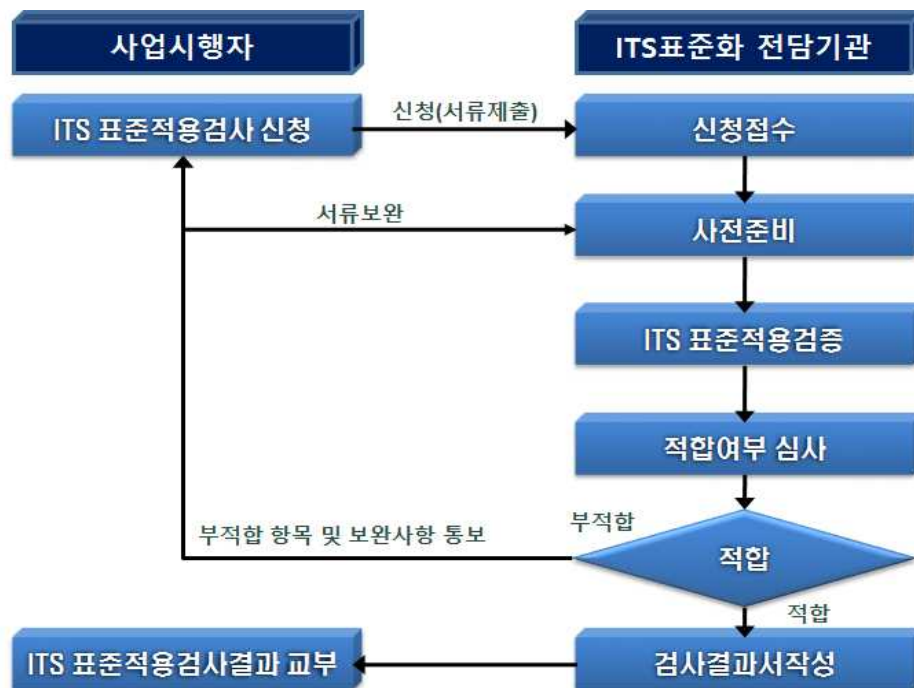 사업시행자
ITS표준화 전담기관
ITS 표준적용검사 신청
신청(서류제출)
신청접수
서류보완
사전준비
ITS 표준적용검증
적합여부 심사
부적합 항목 및 보완사항 통보
부적합
적합
적합
ITS 표준적용검사결과 교부
검사결과서작성